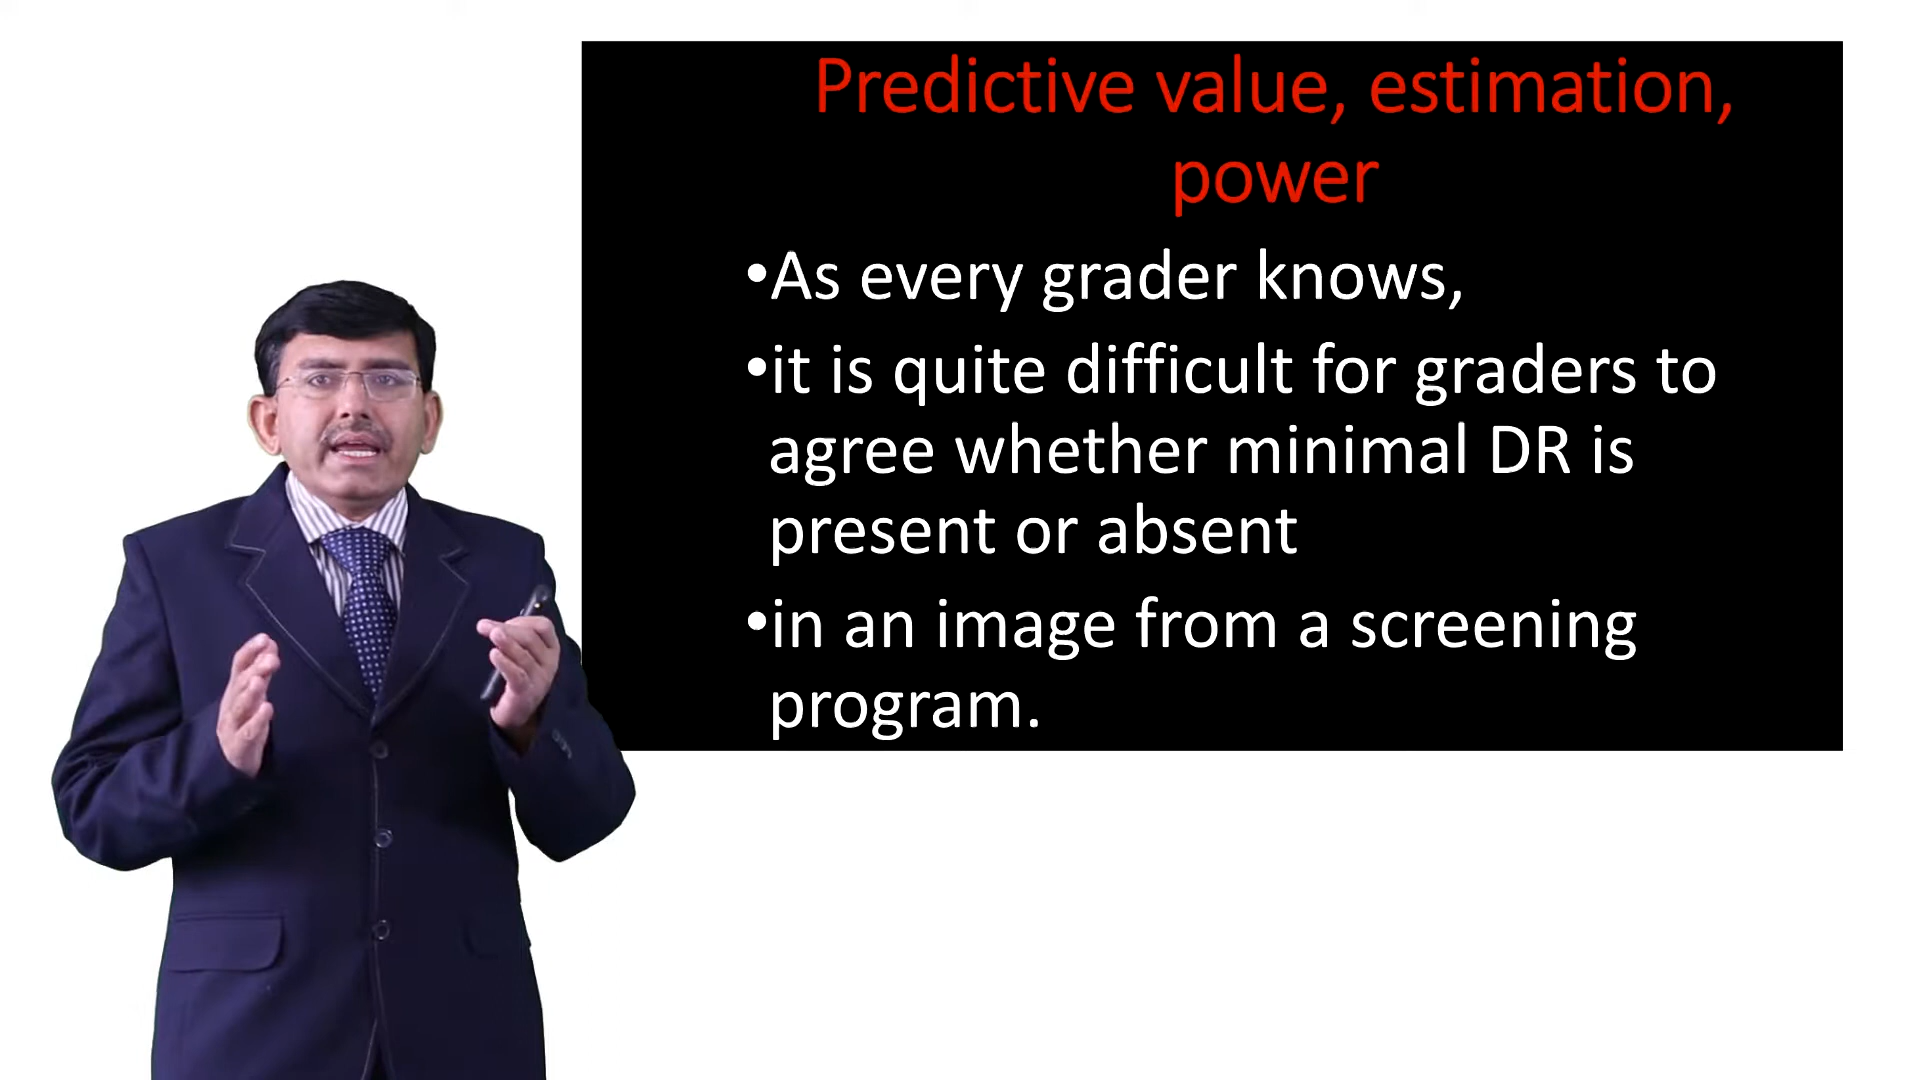 Predictive value, estimation,
power
•As every grader knows,
•it is quite difficult for graders to
agree whether minimal DR is
present or absent
•in an image from a screening
program.